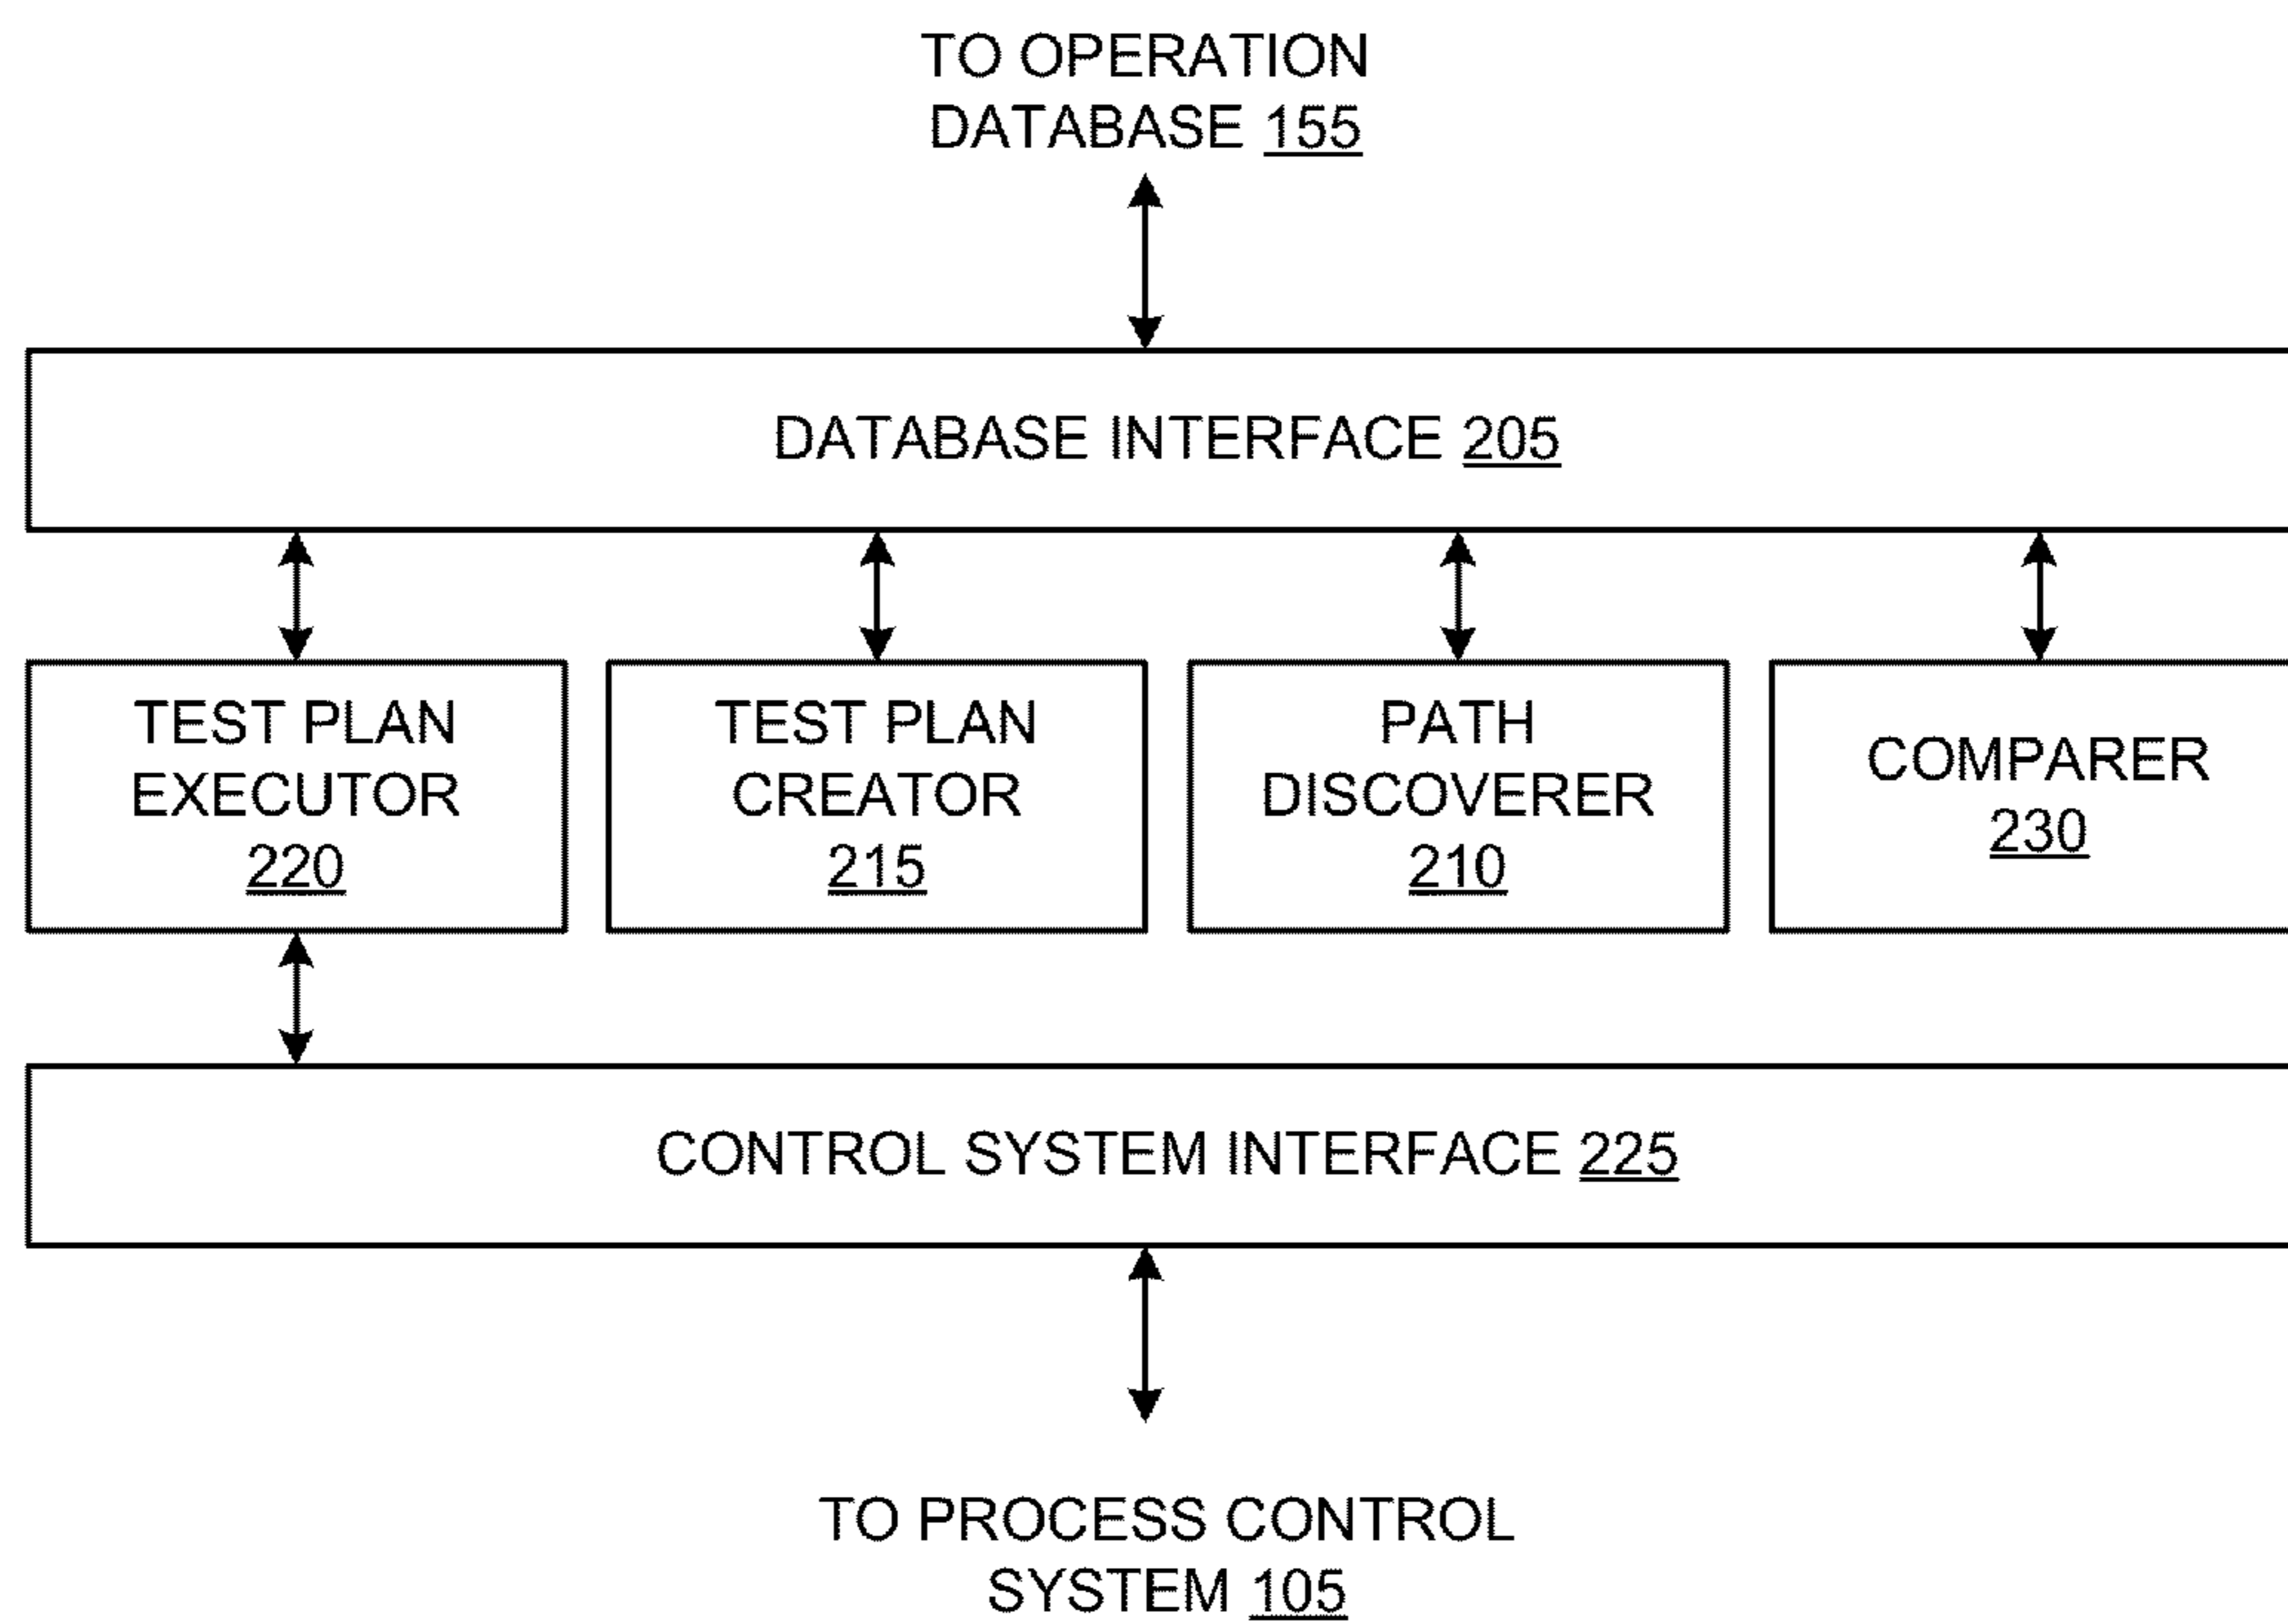 TO OPERATION
DATABASE 155
DATABASE INTERFACE 205
TEST PLAN
EXECUTOR
220
TEST PLAN
CREATOR
215
PATH
DISCOVERER
210
COMPARER
230
CONTROL SYSTEM INTERFACE 225
TO PROCESS CONTROL
SYSTEM 105